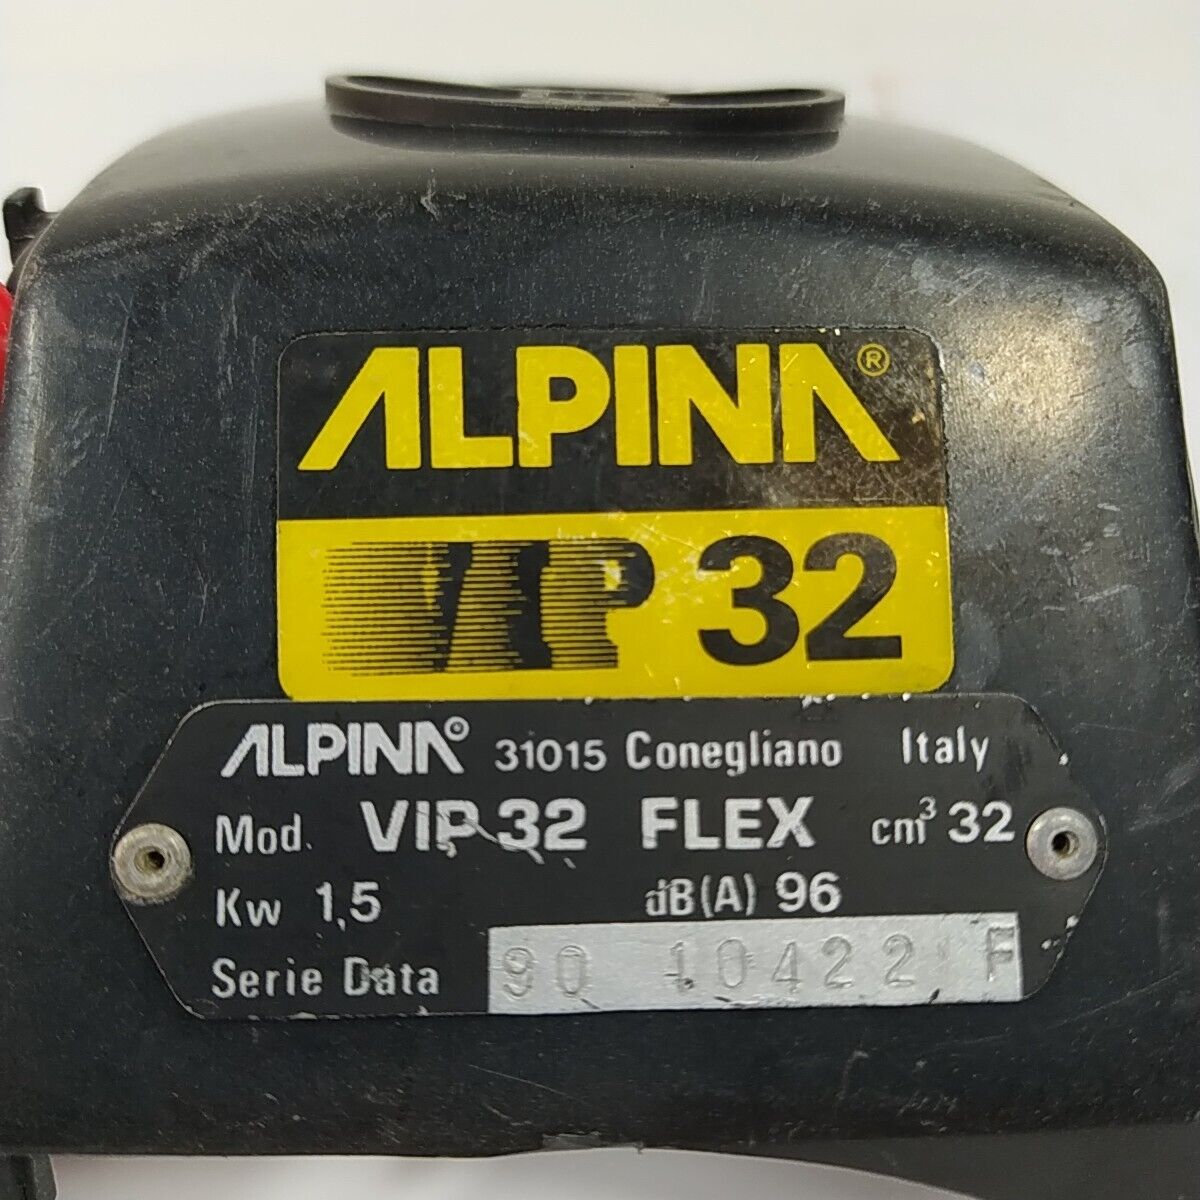 ALPINA®
VIP 32
ALPINA® 31015 Conegliano Italy
Mod. VIP 32 FLEX cm³ 32
Kw 1,5 dB(A) 96
Serie Data 90 10422 F